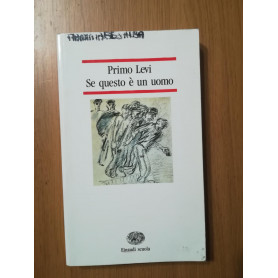 Primo Levi
Se questo è un uomo
Einaudi scuola